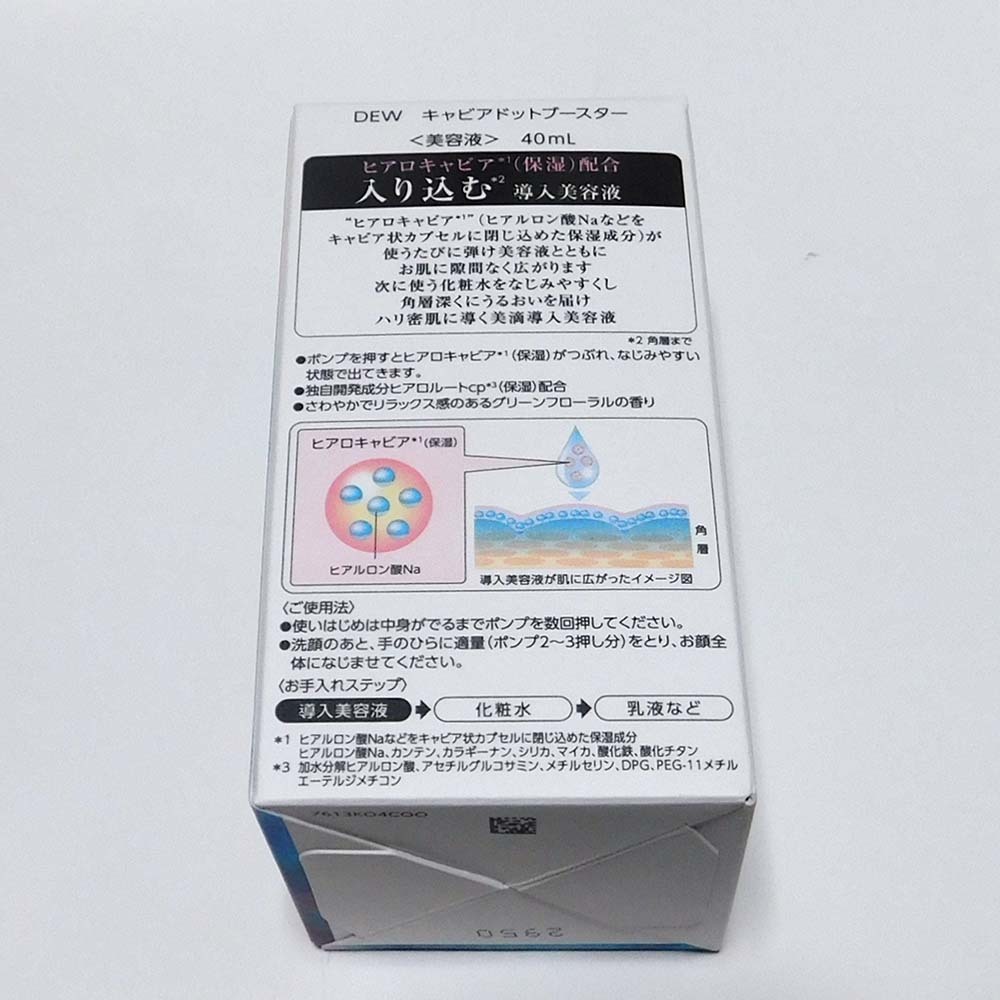 DEW キャビアドットブースター
〈美容液〉 40mL
ヒアロキャビア*1(保湿)配合
入り込む*2 導入美容液
"ヒアロキャビア*1"(ヒアルロン酸Naなどを
キャビア状カプセルに閉じ込めた保湿成分)が
使うたびに弾け美容液とともに
お肌に隙間なく広がります
次に使う化粧水をなじみやすくし
角層深くにうるおいを届け
ハリ密肌に導く美滴導入美容液
*2 角層まで
●ポンプを押すとヒアロキャビア*1(保湿)がつぶれ、なじみやすい
状態で出てきます。
●独自開発成分ヒアロルートcp*3(保湿)配合
●さわやかでリラックス感のあるグリーンフローラルの香り
ヒアロキャビア*1(保湿)
ヒアルロン酸Na
角層
導入美容液が肌に広がったイメージ図
〈ご使用法〉
●使いはじめは中身がでるまでポンプを数回押してください。
●洗顔のあと、手のひらに適量(ポンプ2〜3押し分)をとり、お顔全
体になじませてください。
〈お手入れステップ〉
導入美容液 → 化粧水 → 乳液など
*1 ヒアルロン酸Naなどをキャビア状カプセルに閉じ込めた保湿成分
ヒアルロン酸Na、カンテン、カラギーナン、シリカ、マイカ、酸化鉄、酸化チタン
*3 加水分解ヒアルロン酸、アセチルグルコサミン、メチルセリン、DPG、PEG-11メチル
エーテルジメチコン
7613K04C00
2950